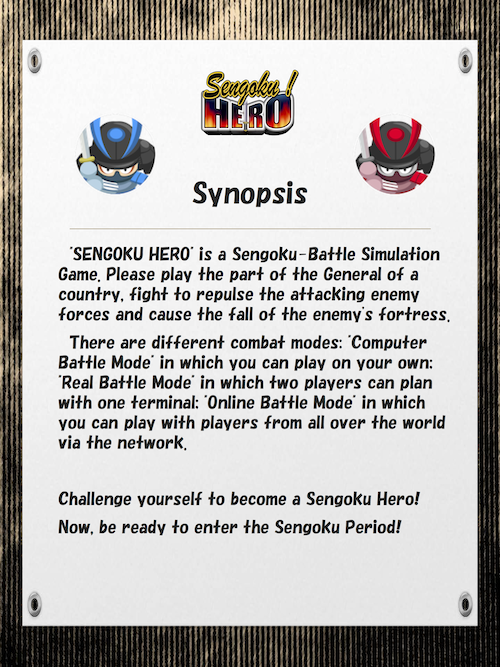 Sengoku!
HERO
Synopsis
'SENGOKU HERO' is a Sengoku-Battle Simulation
Game. Please play the part of the General of a
country, fight to repulse the attacking enemy
forces and cause the fall of the enemy's fortress.
There are different combat modes: 'Computer
Battle Mode' in which you can play on your own;
'Real Battle Mode' in which two players can plan
with one terminal; 'Online Battle Mode' in which
you can play with players from all over the world
via the network.
Challenge yourself to become a Sengoku Hero!
Now, be ready to enter the Sengoku Period!